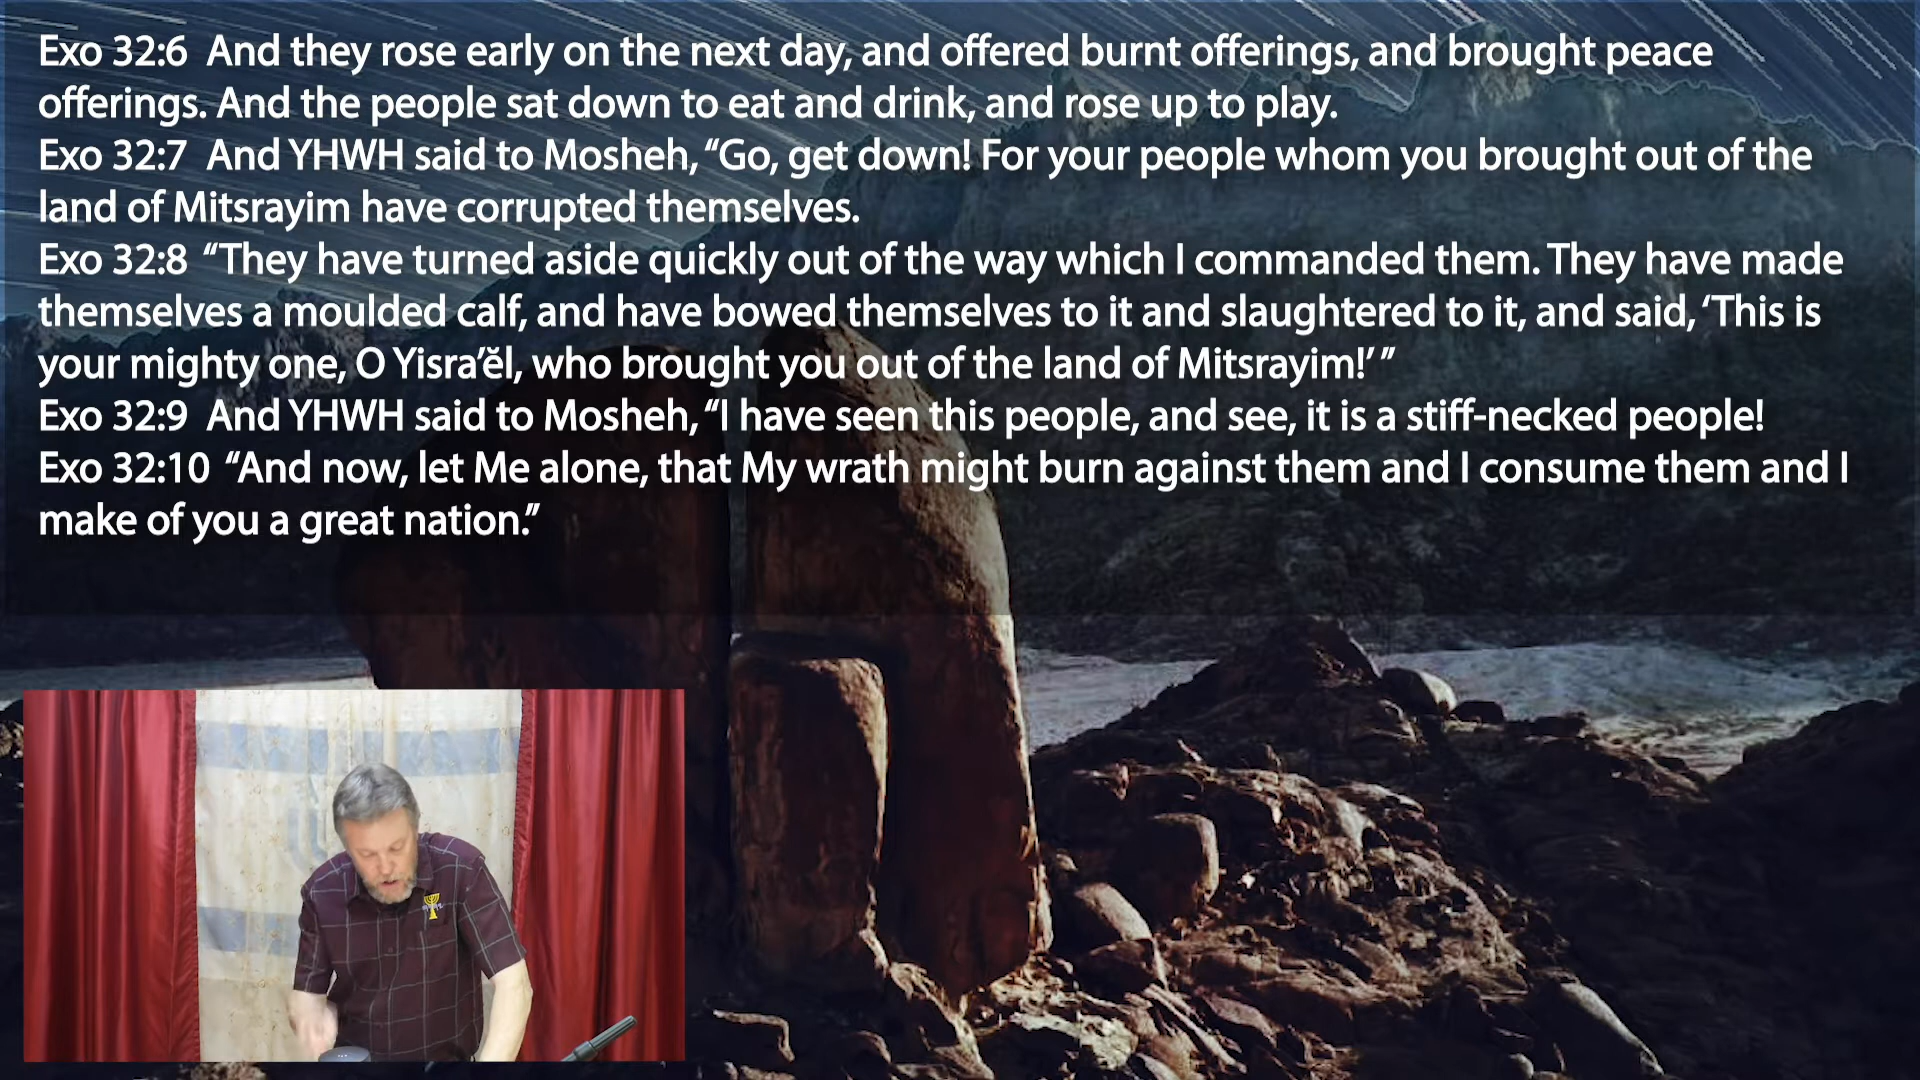 Exo 32:6  And they rose early on the next day, and offered burnt offerings, and brought peace
offerings. And the people sat down to eat and drink, and rose up to play.
Exo 32:7  And YHWH said to Mosheh, “Go, get down! For your people whom you brought out of the
land of Mitsrayim have corrupted themselves.
Exo 32:8  “They have turned aside quickly out of the way which I commanded them. They have made
themselves a moulded calf, and have bowed themselves to it and slaughtered to it, and said, ‘This is
your mighty one, O Yisra’ĕl, who brought you out of the land of Mitsrayim!’ ”
Exo 32:9  And YHWH said to Mosheh, “I have seen this people, and see, it is a stiff-necked people!
Exo 32:10  “And now, let Me alone, that My wrath might burn against them and I consume them and I
make of you a great nation.”